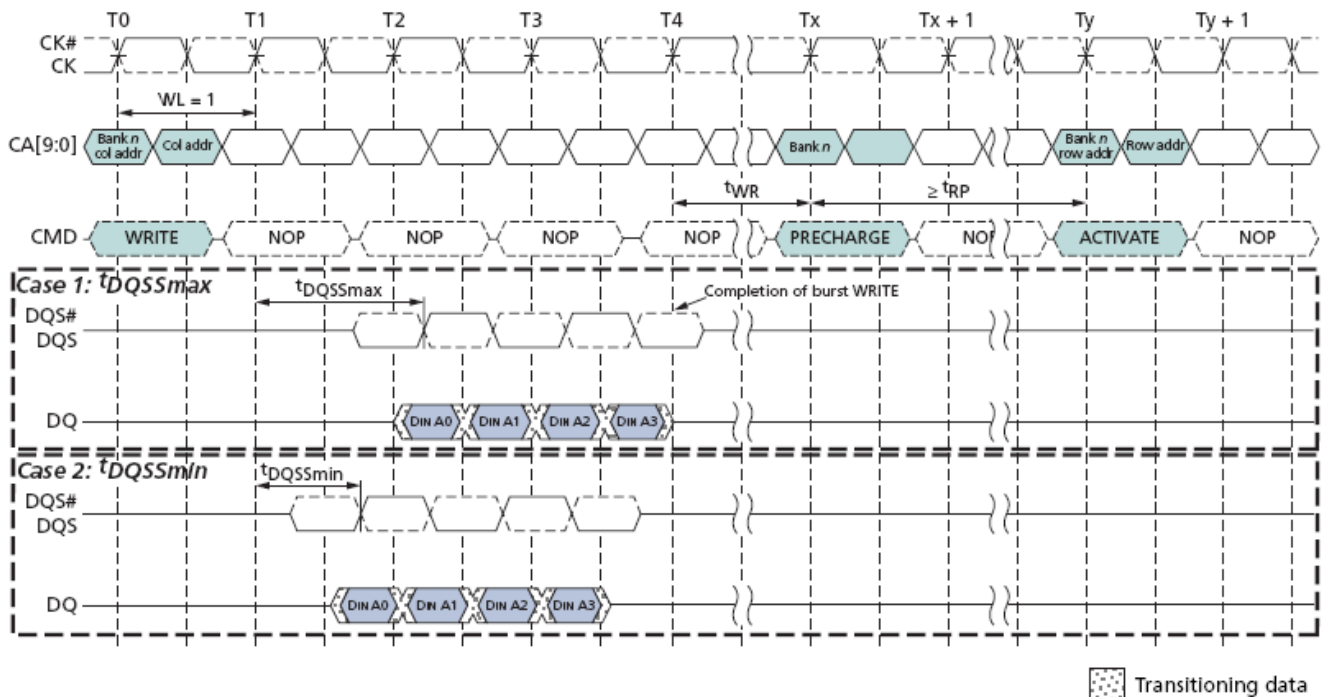 T0 T1 T2 T3 T4 Tx Tx + 1 Ty Ty + 1
CK#
CK
WL = 1
CA[9:0] Bank n col addr Col addr Bank n Bank n row addr Row addr
tWR ≥ tRP
CMD WRITE NOP NOP NOP NOP PRECHARGE NOP ACTIVATE NOP
Case 1: tDQSSmax
tDQSSmax Completion of burst WRITE
DQS#
DQS
DQ DIN A0 DIN A1 DIN A2 DIN A3
Case 2: tDQSSmin
tDQSSmin
DQS#
DQS
DQ DIN A0 DIN A1 DIN A2 DIN A3
Transitioning data